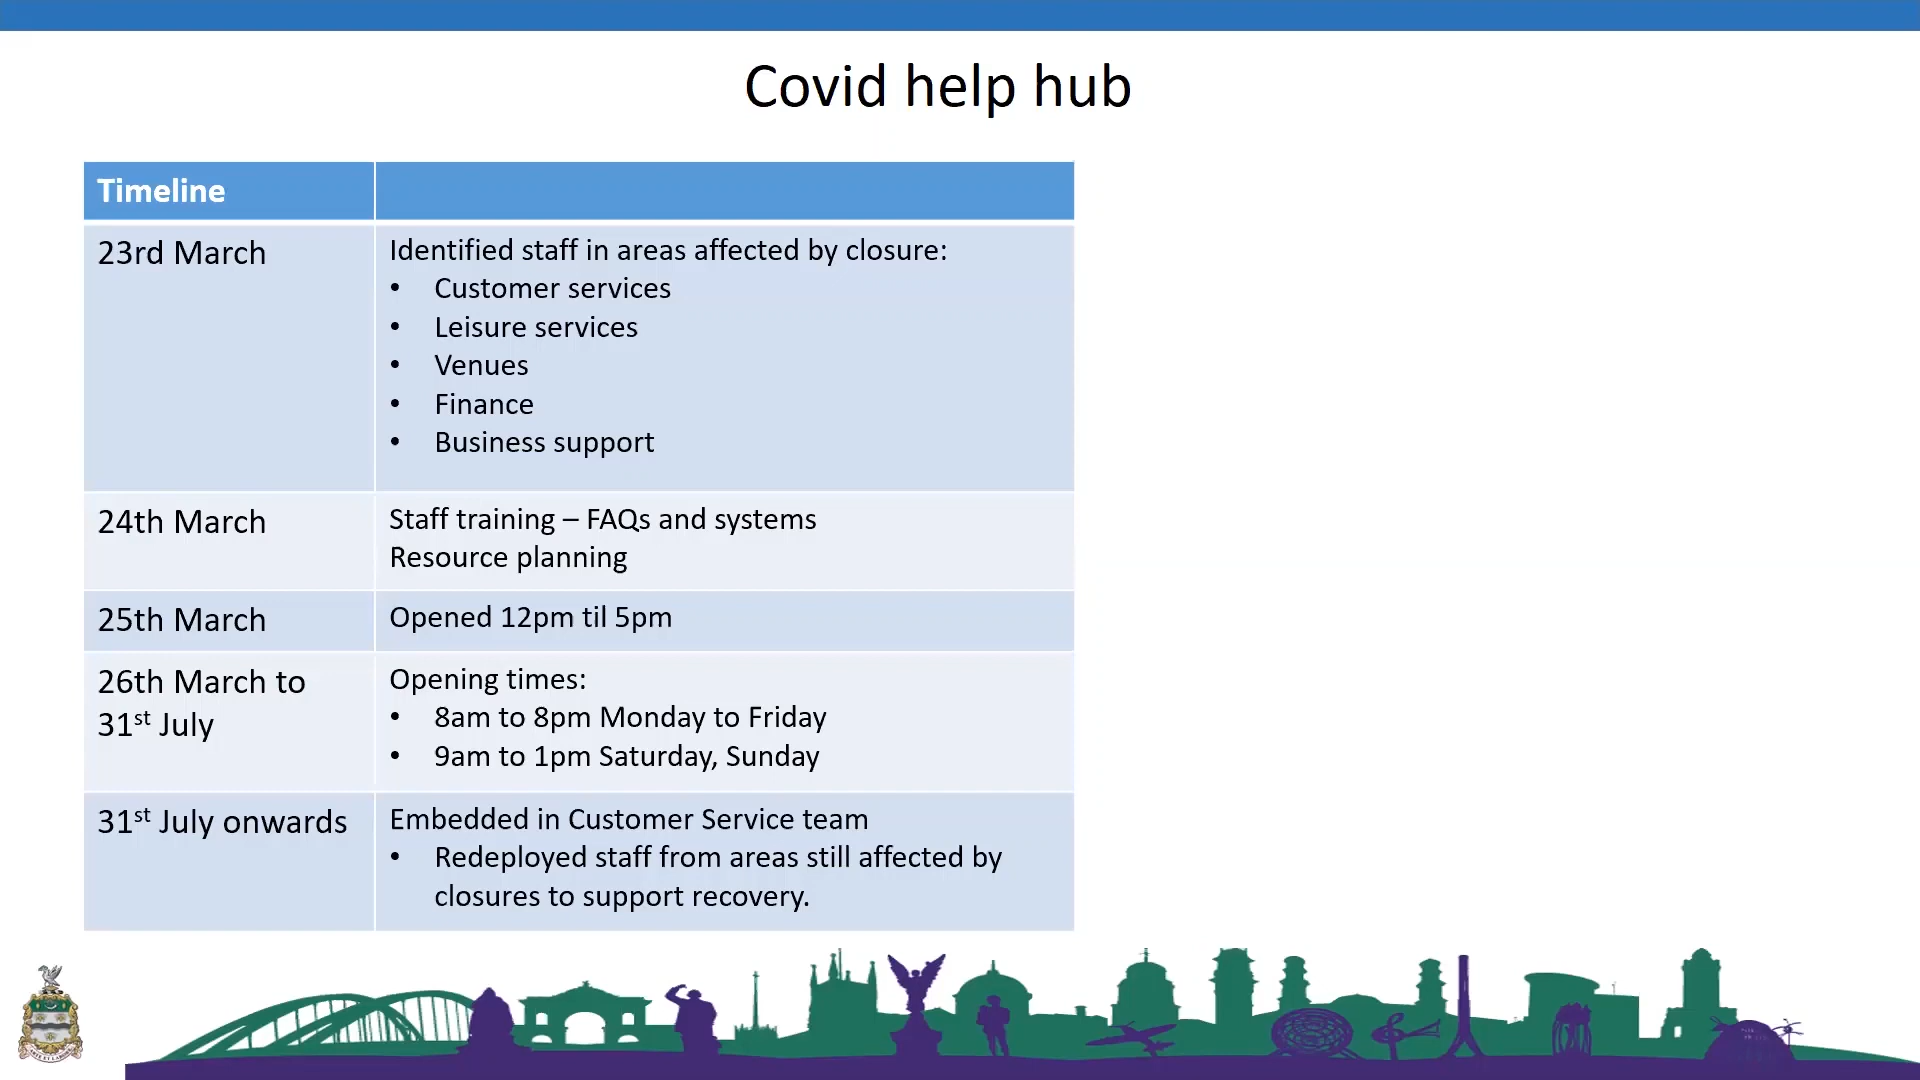 Covid help hub
Timeline
23rd March
Identified staff in areas affected by closure:
• Customer services
• Leisure services
• Venues
• Finance
• Business support
24th March
Staff training – FAQs and systems
Resource planning
25th March
Opened 12pm til 5pm
26th March to
31st July
Opening times:
• 8am to 8pm Monday to Friday
• 9am to 1pm Saturday, Sunday
31st July onwards
Embedded in Customer Service team
• Redeployed staff from areas still affected by
closures to support recovery.